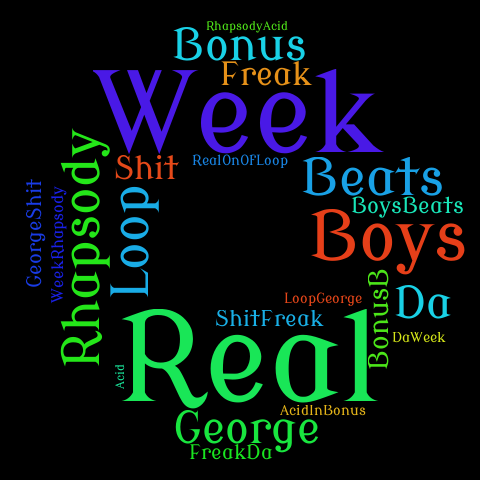 RhapsodyAcid
Bonus
Freak
Week
RealOnOfLoop
Shit
Beats
BoysBeats
Boys
Rhapsody
GeorgeShit
WeekRhapsody
Loop
LoopGeorge
BonusB
Da
ShitFreak
DaWeek
Real
Acid
AcidInBonus
George
FreakDa